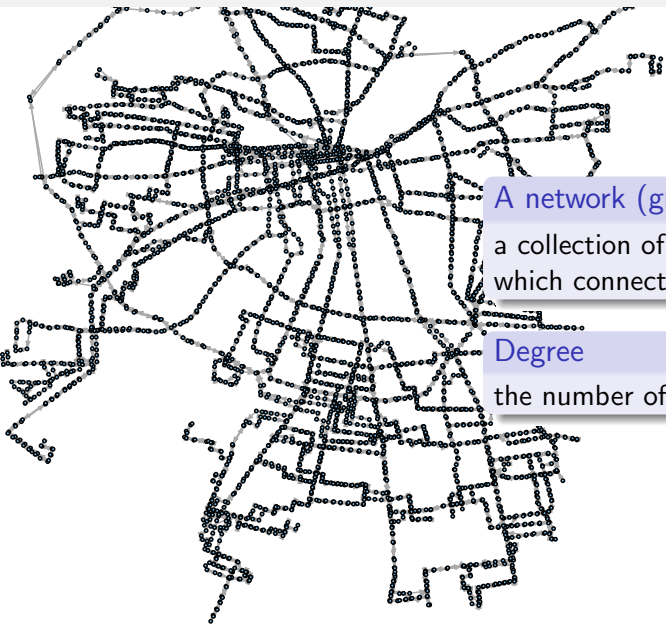 A network (g
a collection of
which connect
Degree
the number of